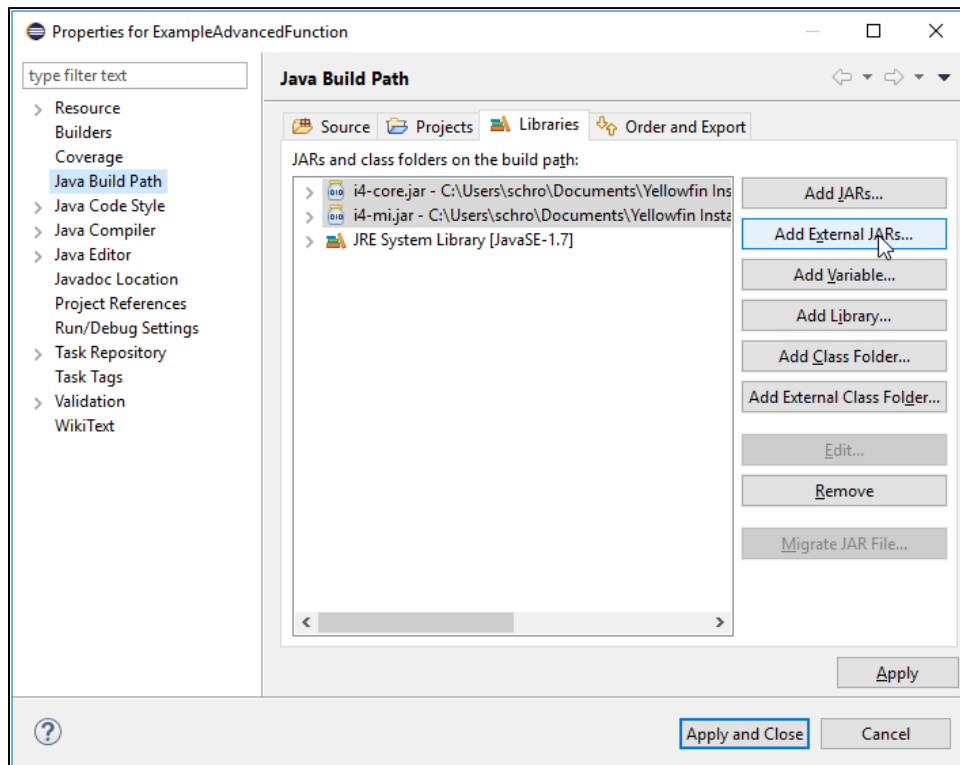 Properties for ExampleAdvancedFunction
type filter text
Resource
Builders
Coverage
Java Build Path
Java Code Style
Java Compiler
Java Editor
Javadoc Location
Project References
Run/Debug Settings
Task Repository
Task Tags
Validation
WikiText
Java Build Path
Source Projects Libraries Order and Export
JARs and class folders on the build path:
i4-core.jar - C:\Users\schro\Documents\Yellowfin Ins
i4-mi.jar - C:\Users\schro\Documents\Yellowfin Insta
JRE System Library [JavaSE-1.7]
Add JARs...
Add External JARs...
Add Variable...
Add Library...
Add Class Folder...
Add External Class Folder...
Edit...
Remove
Migrate JAR File...
Apply
?
Apply and Close
Cancel